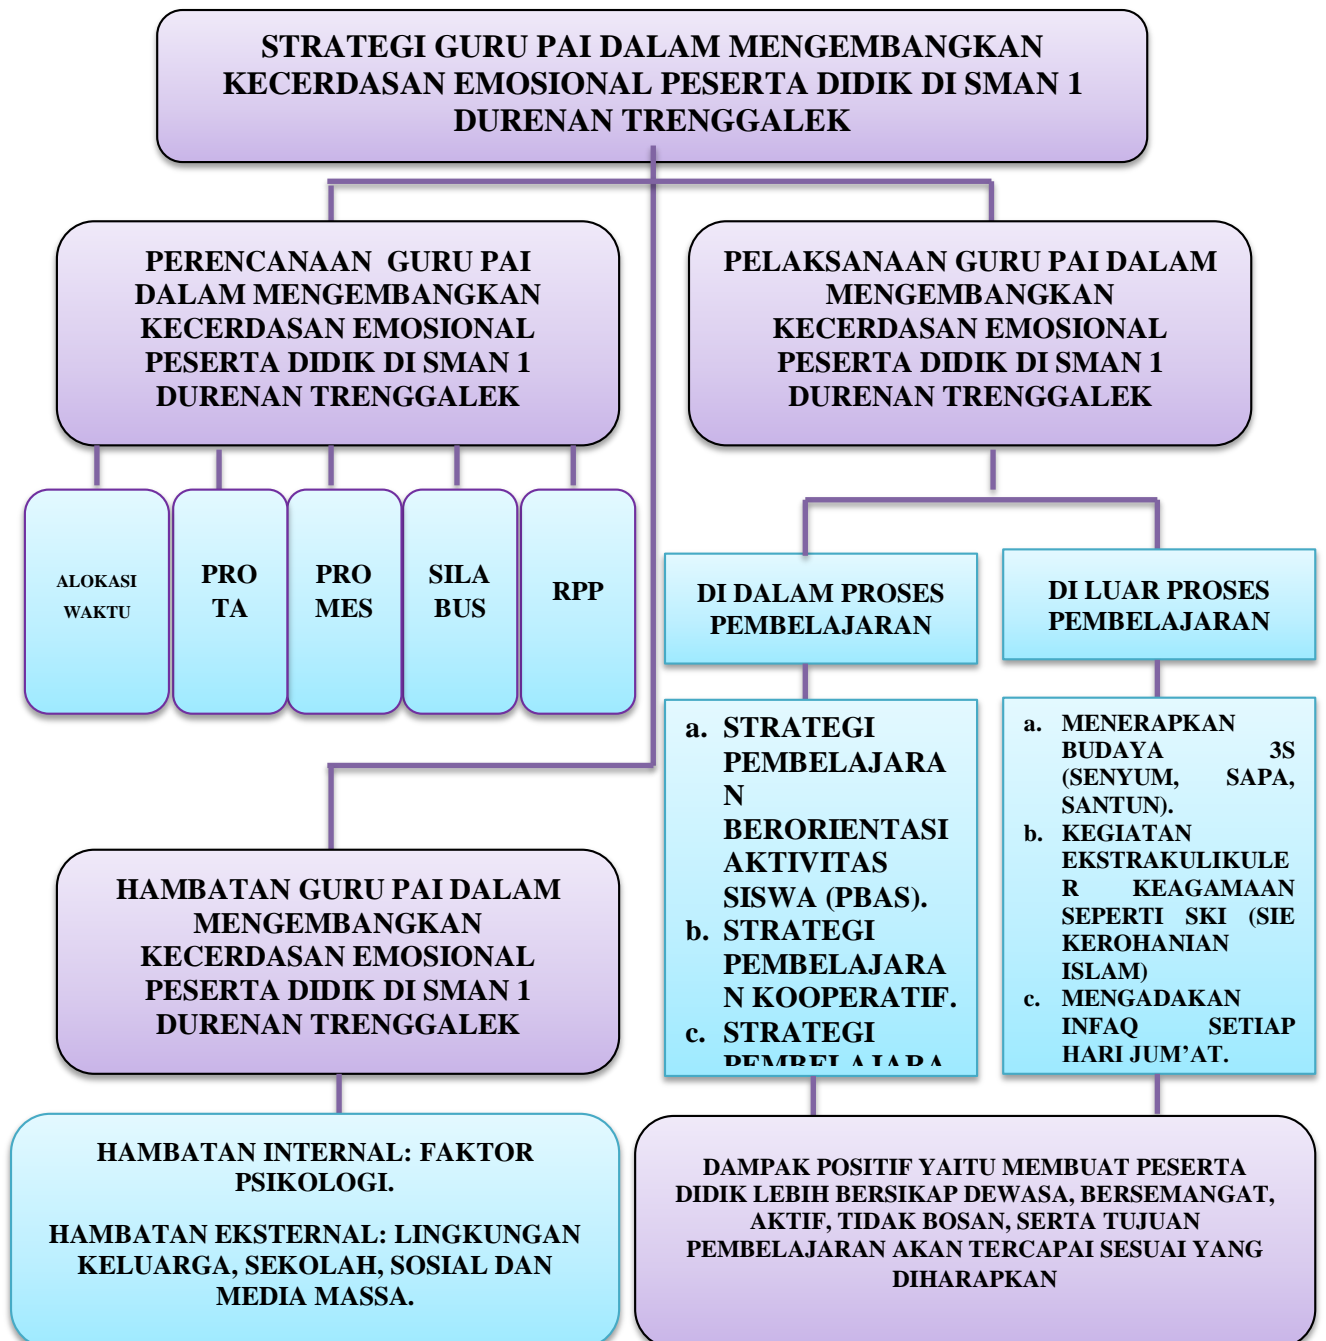 STRATEGI GURU PAI DALAM MENGEMBANGKAN
KECERDASAN EMOSIONAL PESERTA DIDIK DI SMAN 1
DURENAN TRENGGALEK
PERENCANAAN GURU PAI
DALAM MENGEMBANGKAN
KECERDASAN EMOSIONAL
PESERTA DIDIK DI SMAN 1
DURENAN TRENGGALEK
PELAKSANAAN GURU PAI DALAM
MENGEMBANGKAN
KECERDASAN EMOSIONAL
PESERTA DIDIK DI SMAN 1
DURENAN TRENGGALEK
ALOKASI
WAKTU
PRO
TA
PRO
MES
SILA
BUS
RPP
DI DALAM PROSES
PEMBELAJARAN
DI LUAR PROSES
PEMBELAJARAN
a. STRATEGI
PEMBELAJARA
N
BERORIENTASI
AKTIVITAS
SISWA (PBAS).
b. STRATEGI
PEMBELAJARA
N KOOPERATIF.
c. STRATEGI
PEMBELAJARA
a. MENERAPKAN
BUDAYA 3S
(SENYUM, SAPA,
SANTUN).
b. KEGIATAN
EKSTRAKULIKULE
R KEAGAMAAN
SEPERTI SKI (SIE
KEROHANIAN
ISLAM)
c. MENGADAKAN
INFAQ SETIAP
HARI JUM’AT.
HAMBATAN GURU PAI DALAM
MENGEMBANGKAN
KECERDASAN EMOSIONAL
PESERTA DIDIK DI SMAN 1
DURENAN TRENGGALEK
HAMBATAN INTERNAL: FAKTOR
PSIKOLOGI.
HAMBATAN EKSTERNAL: LINGKUNGAN
KELUARGA, SEKOLAH, SOSIAL DAN
MEDIA MASSA.
DAMPAK POSITIF YAITU MEMBUAT PESERTA
DIDIK LEBIH BERSIKAP DEWASA, BERSEMANGAT,
AKTIF, TIDAK BOSAN, SERTA TUJUAN
PEMBELAJARAN AKAN TERCAPAI SESUAI YANG
DIHARAPKAN